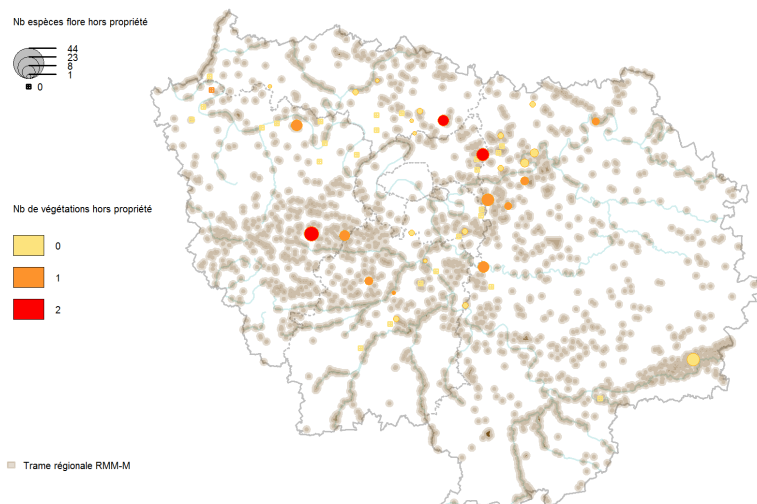 Nb espèces flore hors propriété
44
23
8
1
0
Nb de végétations hors propriété
0
1
2
Trame régionale RMM-M